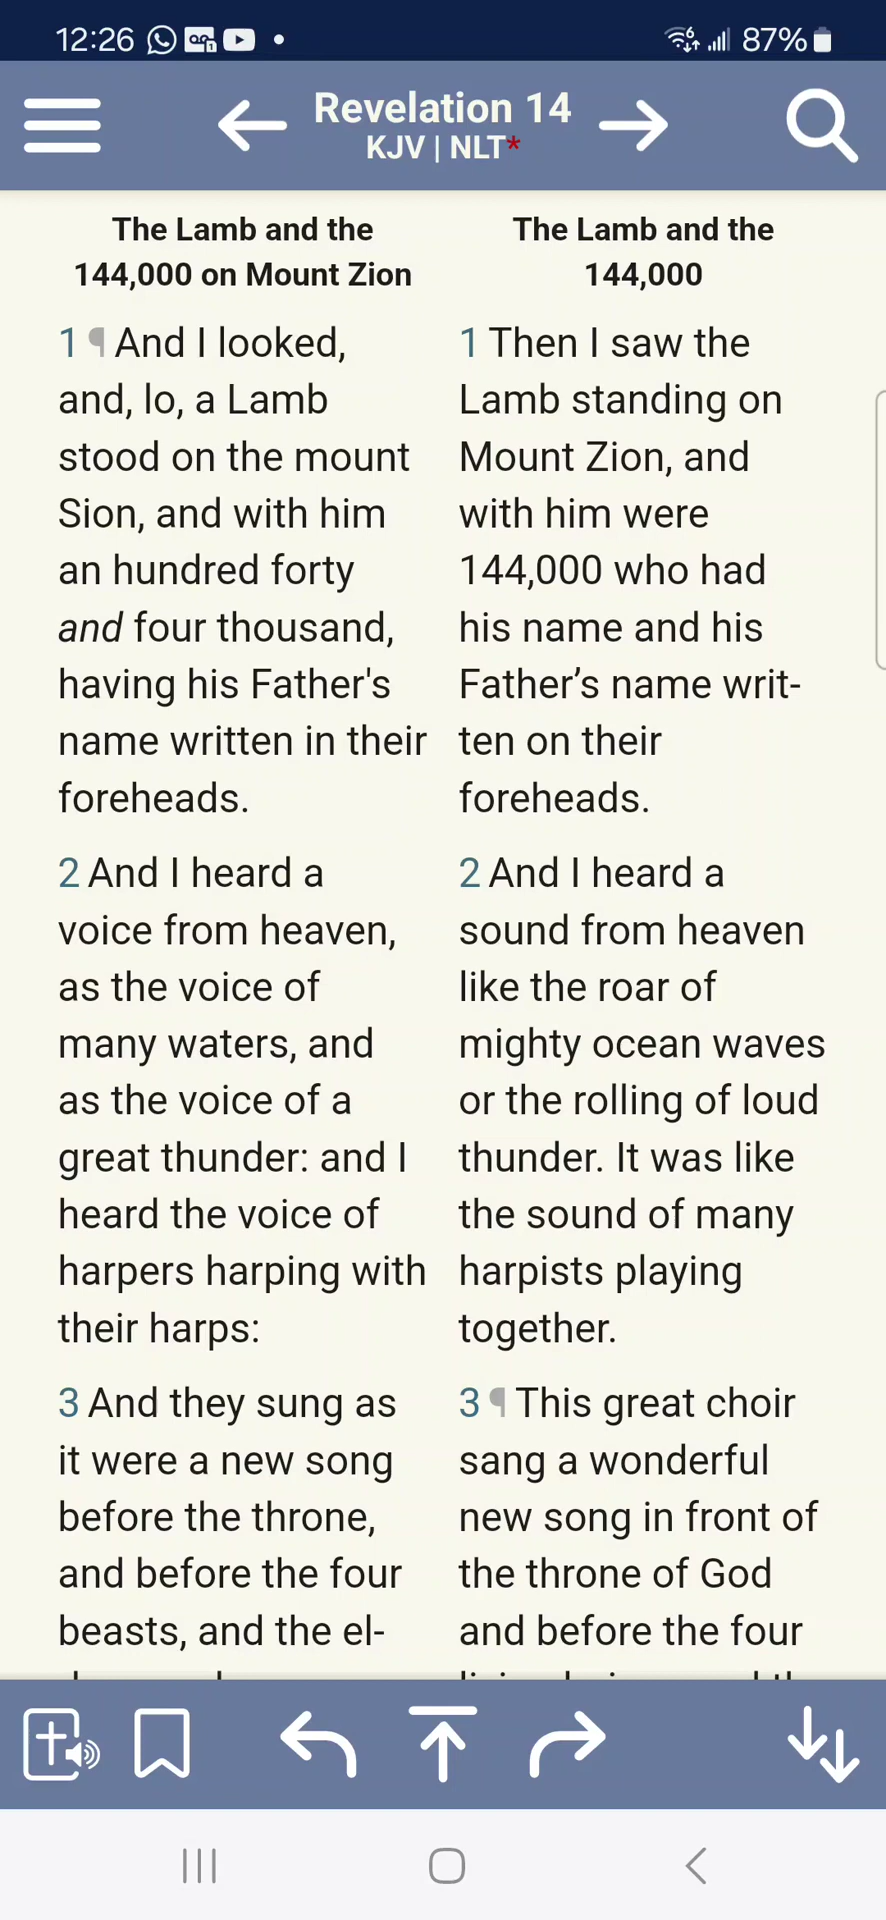 12:26
87%
Revelation 14
KJV | NLT*
The Lamb and the
144,000 on Mount Zion
1 ¶ And I looked,
and, lo, a Lamb
stood on the mount
Sion, and with him
an hundred forty
and four thousand,
having his Father's
name written in their
foreheads.
2 And I heard a
voice from heaven,
as the voice of
many waters, and
as the voice of a
great thunder: and I
heard the voice of
harpers harping with
their harps:
3 And they sung as
it were a new song
before the throne,
and before the four
beasts, and the el-
The Lamb and the
144,000
1 Then I saw the
Lamb standing on
Mount Zion, and
with him were
144,000 who had
his name and his
Father’s name writ-
ten on their
foreheads.
2 And I heard a
sound from heaven
like the roar of
mighty ocean waves
or the rolling of loud
thunder. It was like
the sound of many
harpists playing
together.
3 ¶ This great choir
sang a wonderful
new song in front of
the throne of God
and before the four